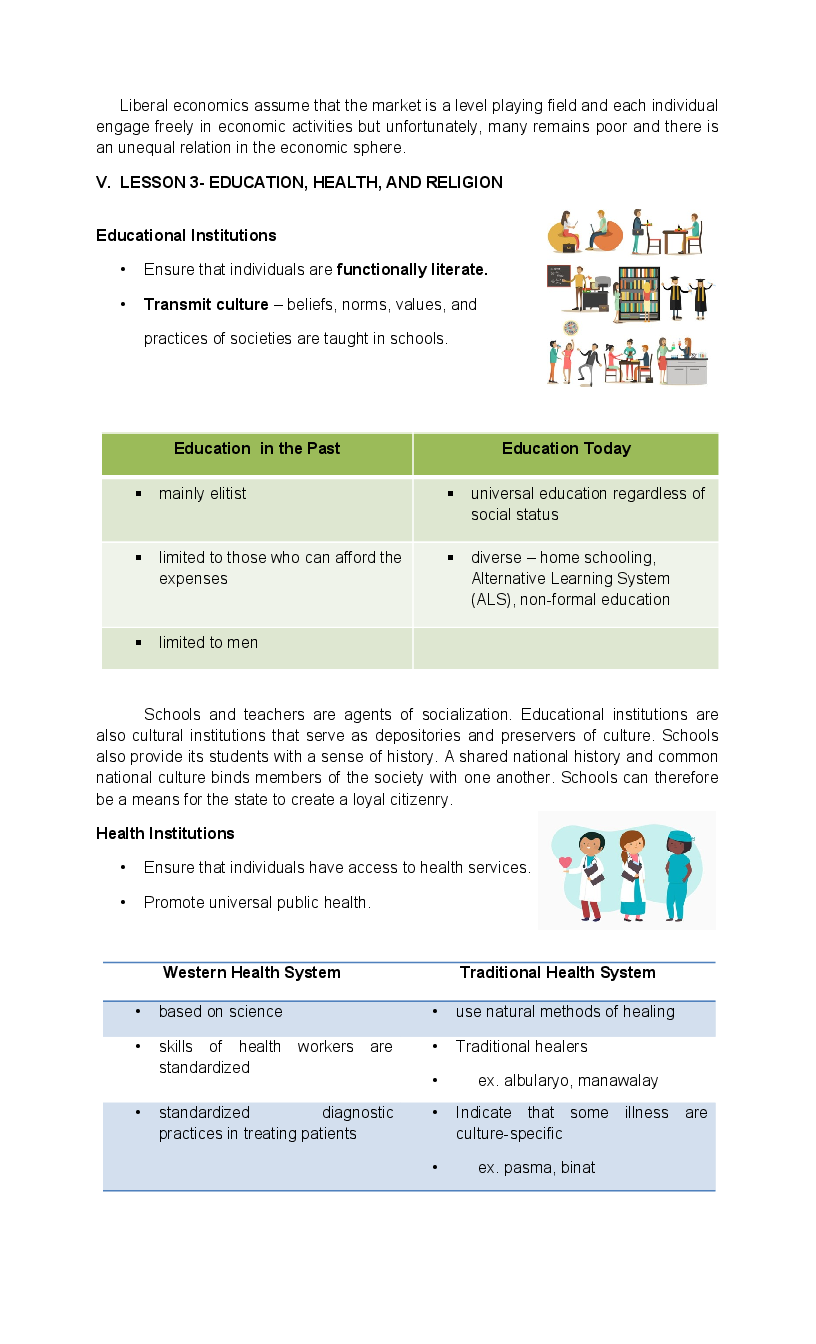 Liberal economics assume that the market is a level playing field and each individual
engage freely in economic activities but unfortunately, many remains poor and there is
an unequal relation in the economic sphere.
V. LESSON 3- EDUCATION, HEALTH, AND RELIGION
Educational Institutions
• Ensure that individuals are functionally literate.
• Transmit culture – beliefs, norms, values, and
practices of societies are taught in schools.
Education in the Past
Education Today
▪ mainly elitist
▪ universal education regardless of
social status
▪ limited to those who can afford the
expenses
▪ diverse – home schooling,
Alternative Learning System
(ALS), non-formal education
▪ limited to men
Schools and teachers are agents of socialization. Educational institutions are
also cultural institutions that serve as depositories and preservers of culture. Schools
also provide its students with a sense of history. A shared national history and common
national culture binds members of the society with one another. Schools can therefore
be a means for the state to create a loyal citizenry.
Health Institutions
• Ensure that individuals have access to health services.
• Promote universal public health.
Western Health System
Traditional Health System
• based on science
• use natural methods of healing
• skills of health workers are
standardized
• Traditional healers
• ex. albularyo, manawalay
• standardized diagnostic
practices in treating patients
• Indicate that some illness are
culture-specific
• ex. pasma, binat